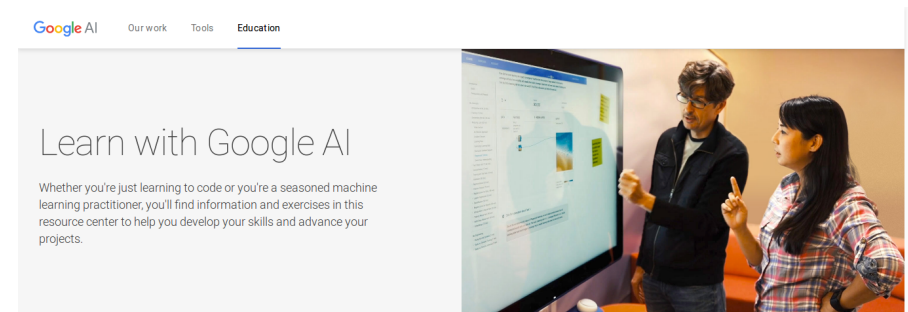 Google AI Our work Tools Education
Learn with Google AI
Whether you're just learning to code or you're a seasoned machine
learning practitioner, you'll find information and exercises in this
resource center to help you develop your skills and advance your
projects.